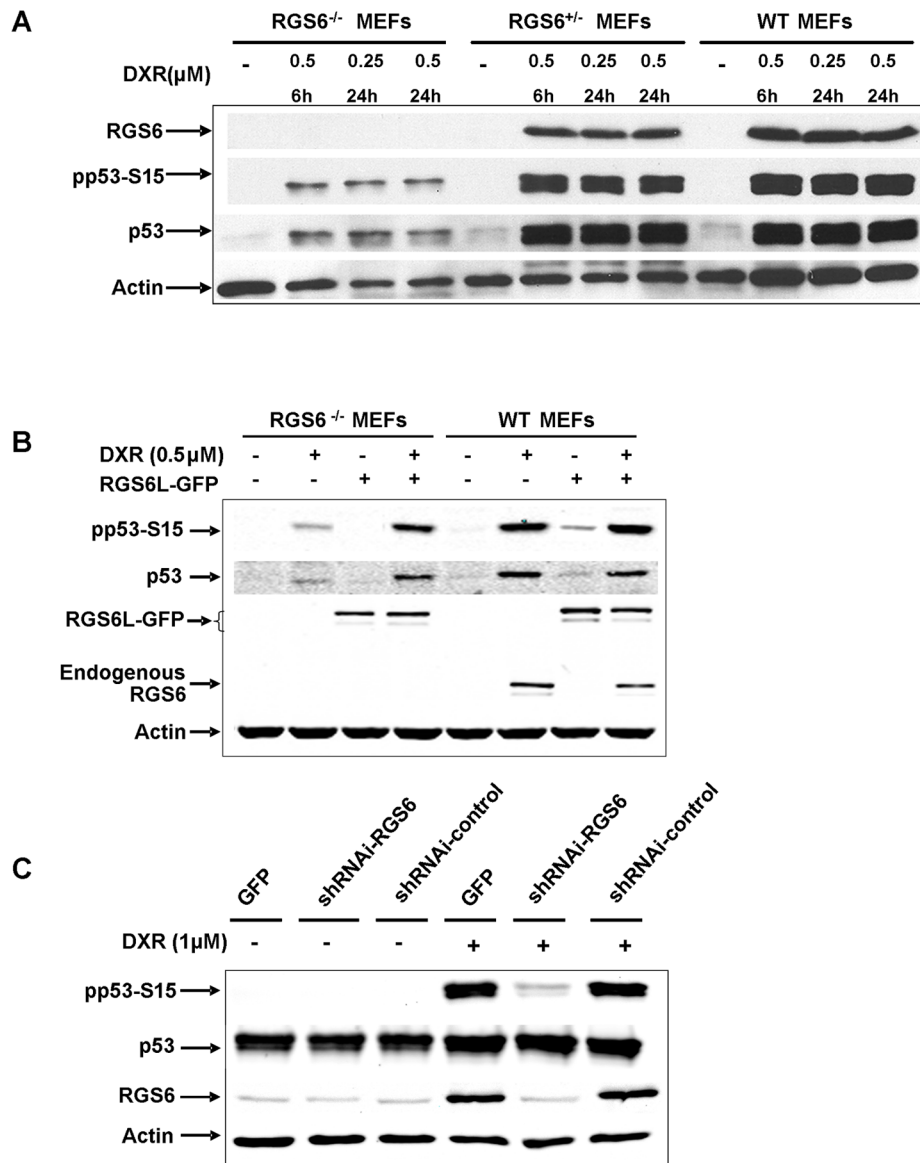 A
RGS6-/- MEFs RGS6+/- MEFs WT MEFs
DXR(µM) - 0.5 0.25 0.5 - 0.5 0.25 0.5 - 0.5 0.25 0.5
6h 24h 24h 6h 24h 24h 6h 24h 24h
RGS6
pp53-S15
p53
Actin
B
RGS6 -/- MEFs WT MEFs
DXR (0.5µM) - + - + - + - +
RGS6L-GFP - - + + - - + +
pp53-S15
p53
RGS6L-GFP
Endogenous
RGS6
Actin
C
GFP shRNAi-RGS6 shRNAi-control GFP shRNAi-RGS6 shRNAi-control
DXR (1µM) - - - + + +
pp53-S15
p53
RGS6
Actin